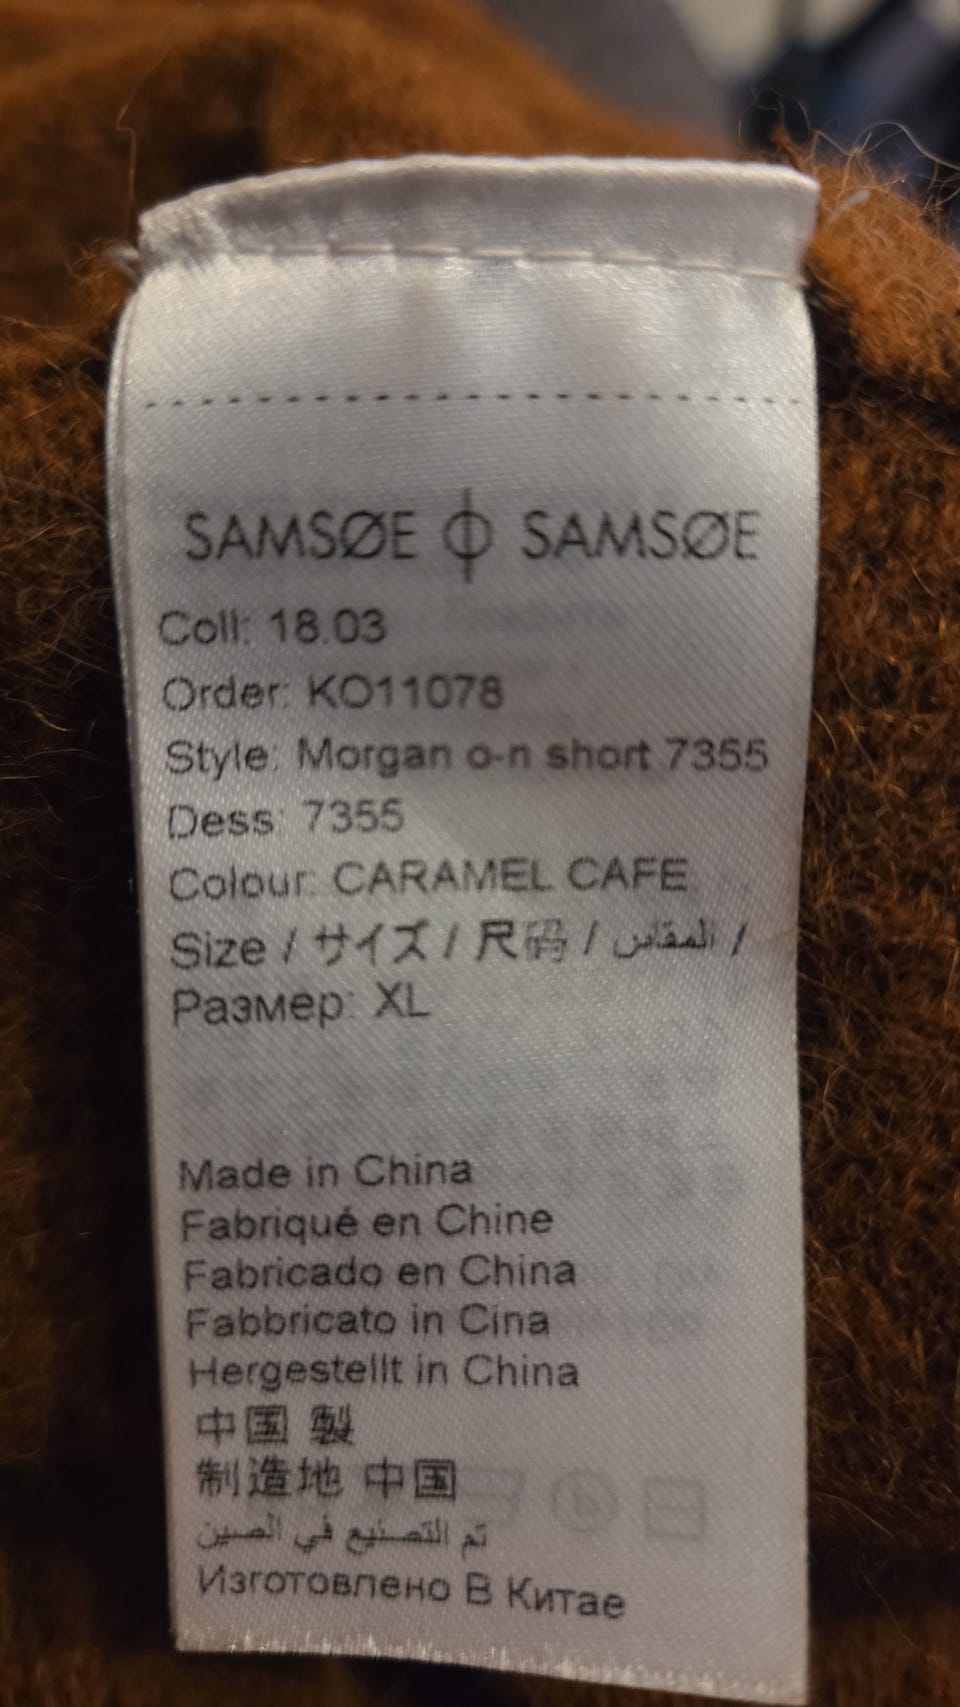 SAMSØE SAMSØE
Coll: 18.03
Order: KO11078
Style: Morgan o-n short 7355
Dess: 7355
Colour: CARAMEL CAFE
Size / サイズ / 尺码 / المقاس /
Размер: XL
Made in China
Fabriqué en Chine
Fabricado en China
Fabbricato in Cina
Hergestellt in China
中国 製
制造地 中国
تم التصنيع في الصين
Изготовлено В Китае